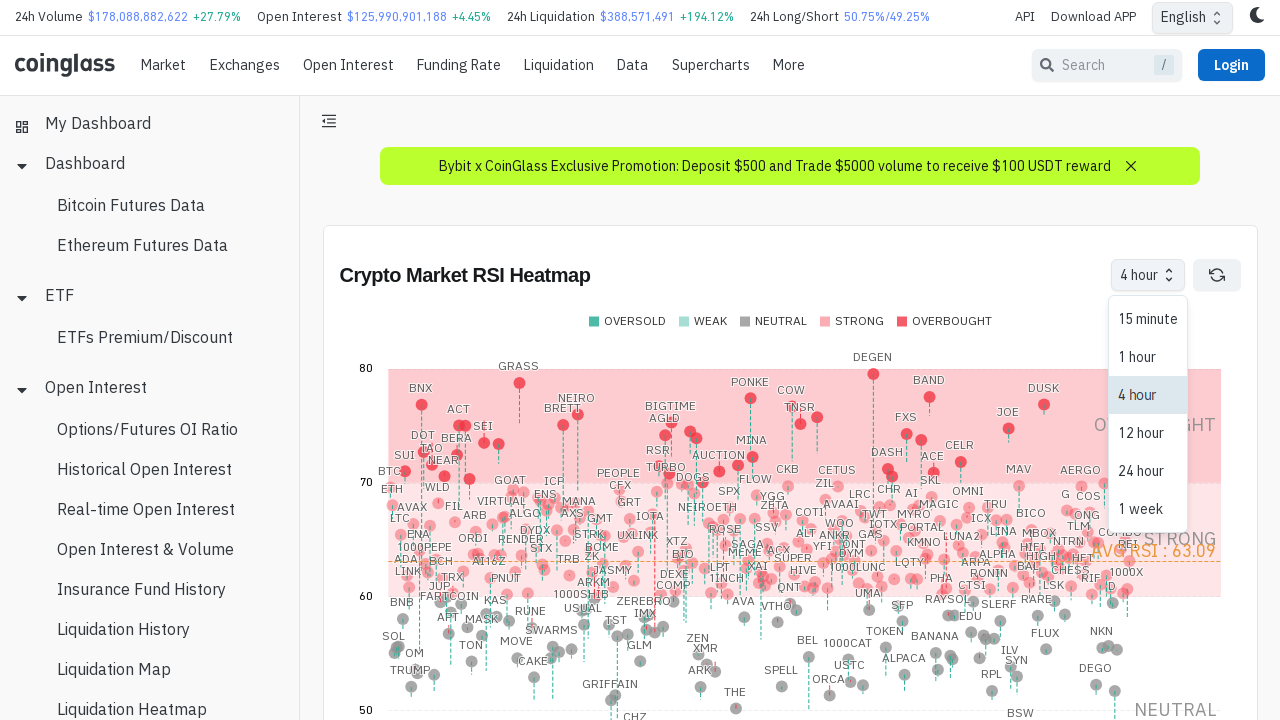 24h Volume $178,088,882,622 +27.79% Open Interest $125,990,901,188 +4.45% 24h Liquidation $388,571,491 +194.12% 24h Long/Short 50.75%/49.25% API Download APP English
coinglass Market Exchanges Open Interest Funding Rate Liquidation Data Supercharts More Search / Login
My Dashboard
Dashboard
Bitcoin Futures Data
Ethereum Futures Data
ETF
ETFs Premium/Discount
Open Interest
Options/Futures OI Ratio
Historical Open Interest
Real-time Open Interest
Open Interest & Volume
Insurance Fund History
Liquidation History
Liquidation Map
Liquidation Heatmap
Bybit x CoinGlass Exclusive Promotion: Deposit $500 and Trade $5000 volume to receive $100 USDT reward
Crypto Market RSI Heatmap
4 hour
15 minute
1 hour
4 hour
12 hour
24 hour
1 week
OVERSOLD WEAK NEUTRAL STRONG OVERBOUGHT
80
GRASS DEGEN
BNX NEIRO PONKE COW BAND DUSK
ACT BRETT BIGTIME TNSR JOE
SEI AGLD FXS
DOT BERA MINA
SUI TAO RSR AUCTION DASH ACE CELR
BTC NEAR PEOPLE TURBO CKB CETUS MAV AERGO
70
ETH WLD GOAT ICP CFX DOGS FLOW ZIL CHR SKL
VIRTUAL ENS MANA GRT SPX YGG LRC AI OMNI G COS
AVAX FIL ALGO AXS NEIROETH ZETA AVAAI MAGIC TRU
LTC ARB GMT IOTA COTI TWT MYRO ICX BICO ONG
ENA ORDI DYDX STRK UXLINK ROSE SSV ALT WOO IOTX PORTAL LINA TLM
1000PEPE RENDER BOME XTZ SAGA ANKR GAS LUNA2 MBOX
ADA BCH STX ZK BIO MEME ACX YFI ONT KMNO ALPHA HIFI INTRN REI
LINK TRX TRB JASMY DEXE LPT XAI SUPER BVM LQTY ARPA HIGH HFT
JUP PNUT ARKM COMP 1INCH HIVE 1000LUNC PHA RONIN BAL CHESS 1000X
QNT CTSI LSK RIF
60
BNB FARTCOIN KAS 1000SHIB ZEREBRO AVA VTHO UMA SFP RAYSOL SLERF RARE
APT MASK RUNE USUAL IMX EDU
SOL TON MOVE SWARMS TST GLM ZEN BEL TOKEN BANANA FLUX NKN
OM CAKE XMR 1000CAT ILV
TRUMP GRIFFAIN ARK SPELL USTC ALPACA SYN DEGO
THE ORCA RPL
50
CHZ BSW
STRONG
AVG RSI : 63.09
NEUTRAL